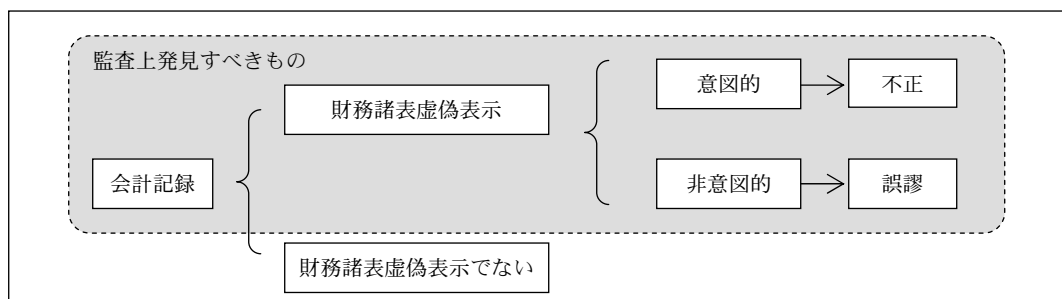 監査上発見すべきもの
財務諸表虚偽表示
意図的
不正
会計記録
非意図的
誤謬
財務諸表虚偽表示でない